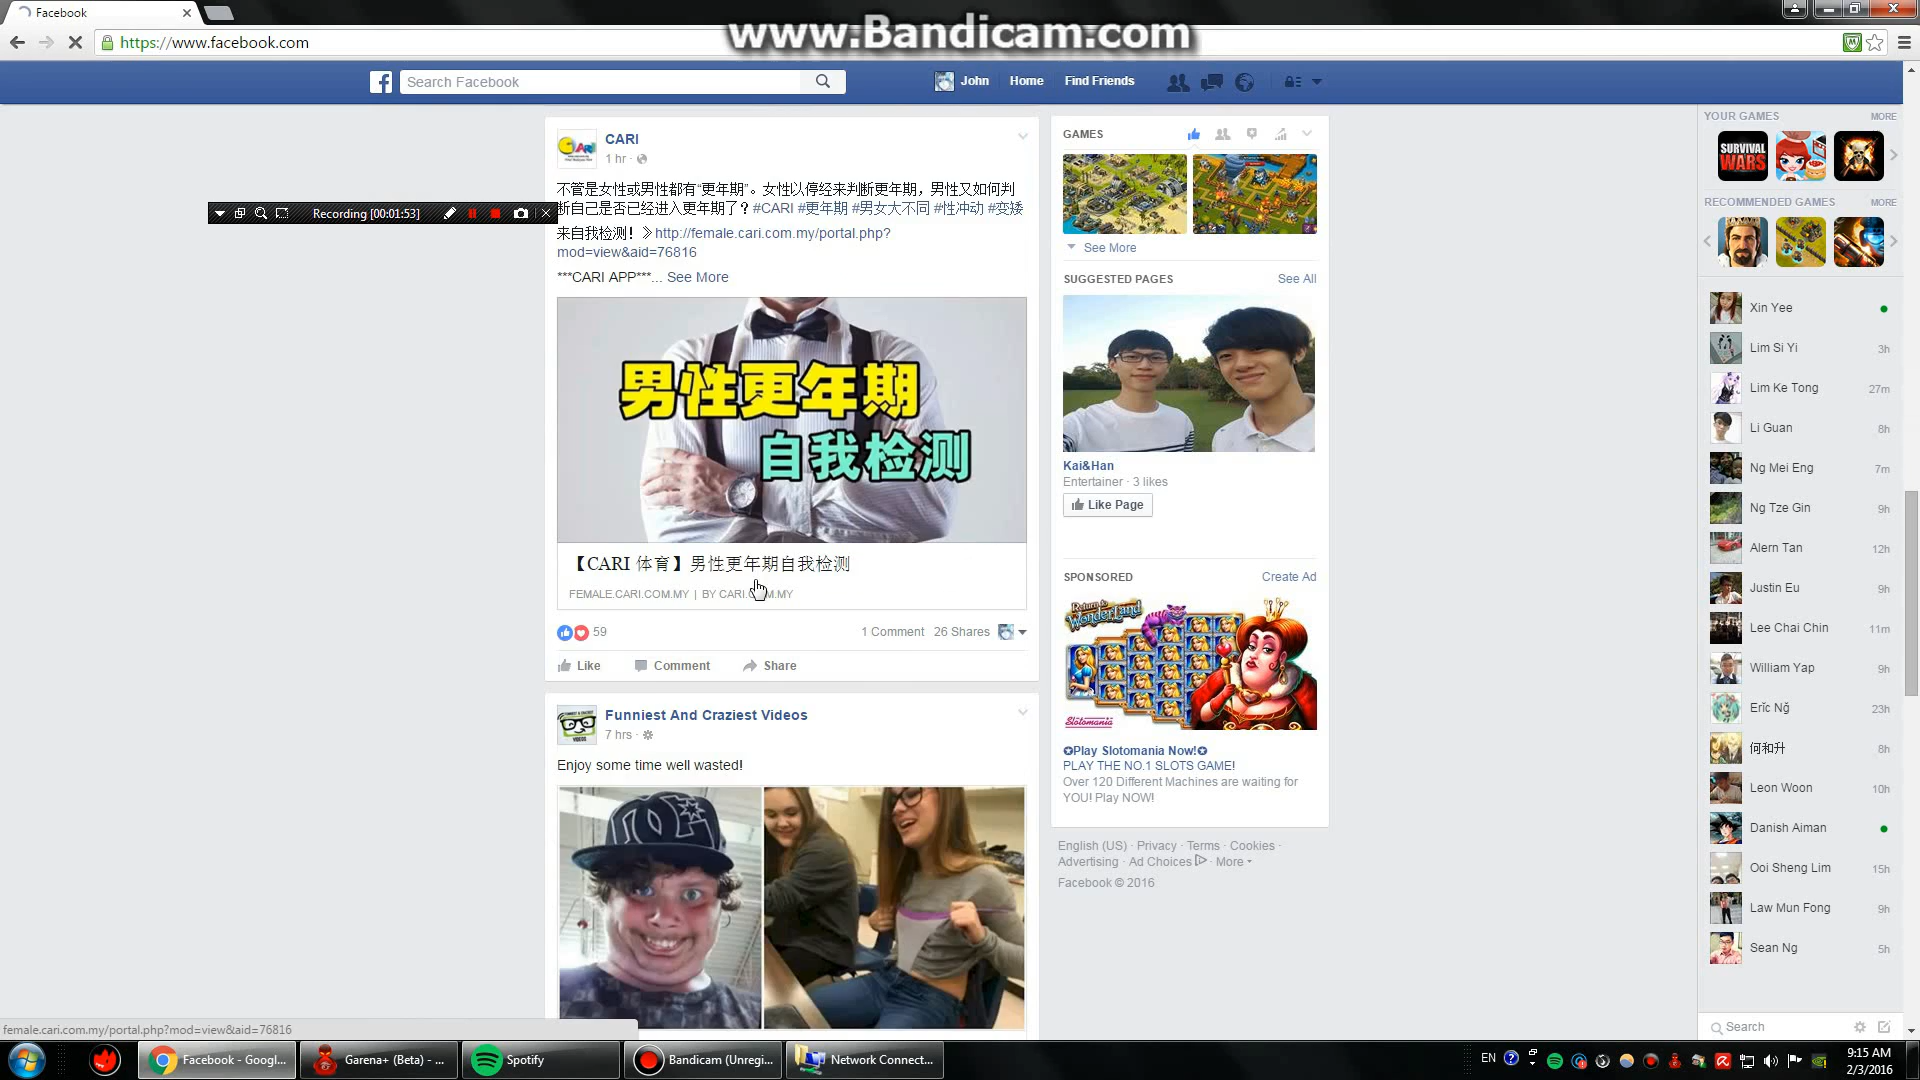 Facebook
www.Bandicam.com
https://www.facebook.com
Search Facebook
John
Home
Find Friends
CARI
1 hr
不管是女性或男性都有“更年期”。女性以停经来判断更年期，男性又如何判
断自己是否已经进入更年期了？#CARI #更年期 #男女大不同 #性冲动 #变矮
Recording [00:01:53]
来自我检测！》http://female.cari.com.my/portal.php?
mod=view&aid=76816
***CARI APP***... See More
男性更年期
自我检测
【CARI 体育】男性更年期自我检测
FEMALE.CARI.COM.MY | BY CARI.COM.MY
59
1 Comment 26 Shares
Like Comment Share
Funniest And Craziest Videos
7 hrs
Enjoy some time well wasted!
GAMES
See More
SUGGESTED PAGES See All
Kai&Han
Entertainer · 3 likes
Like Page
SPONSORED Create Ad
Return to
Wonderland
Slotomania
✪Play Slotomania Now!✪
PLAY THE NO.1 SLOTS GAME!
Over 120 Different Machines are waiting for
YOU! Play NOW!
English (US) · Privacy · Terms · Cookies ·
Advertising · Ad Choices · More
Facebook © 2016
YOUR GAMES MORE
SURVIVAL
WARS
RECOMMENDED GAMES MORE
Xin Yee
Lim Si Yi 3h
Lim Ke Tong 27m
Li Guan 8h
Ng Mei Eng 7m
Ng Tze Gin 9h
Alern Tan 12h
Justin Eu 9h
Lee Chai Chin 11m
William Yap 9h
Erĭc Nğ 23h
何和升 8h
Leon Woon 10h
Danish Aiman
Ooi Sheng Lim 15h
Law Mun Fong 9h
Sean Ng 5h
Search
female.cari.com.my/portal.php?mod=view&aid=76816
Facebook - Googl...
Garena+ (Beta) - ...
Spotify
Bandicam (Unregi...
Network Connect...
EN
9:15 AM
2/3/2016